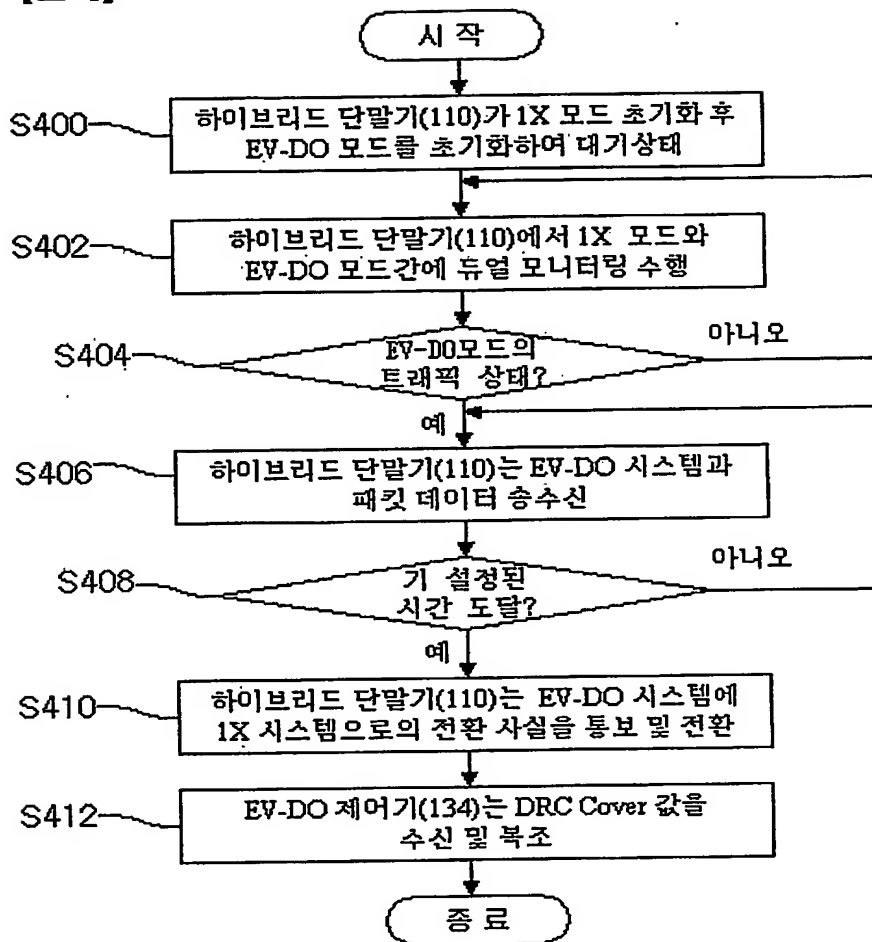 시 작
S400
하이브리드 단말기(110)가 1X 모드 초기화 후
EV-DO 모드를 초기화하여 대기상태
S402
하이브리드 단말기(110)에서 1X 모드와
EV-DO 모드간에 듀얼 모니터링 수행
S404
EV-DO모드의
트래픽 상태?
아니오
예
S406
하이브리드 단말기(110)는 EV-DO 시스템과
패킷 데이터 송수신
S408
기 설정된
시간 도달?
아니오
예
S410
하이브리드 단말기(110)는 EV-DO 시스템에
1X 시스템으로의 전환 사실을 통보 및 전환
S412
EV-DO 제어기(134)는 DRC Cover 값을
수신 및 복조
종 료